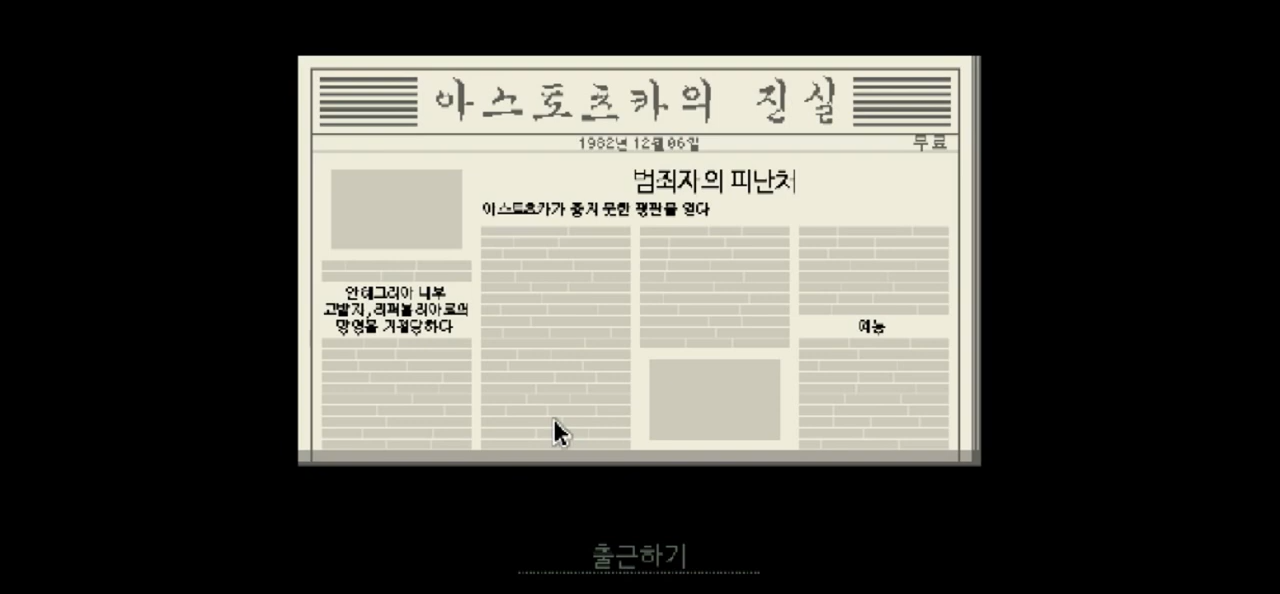 아스토츠카의 진실
1982년 12월 06일
무료
범죄자의 피난처
아스토츠카가 좋지 못한 평판을 얻다
안테그리아 내부
고발자, 리퍼블리아로의
망명을 거절당하다
예능
출근하기